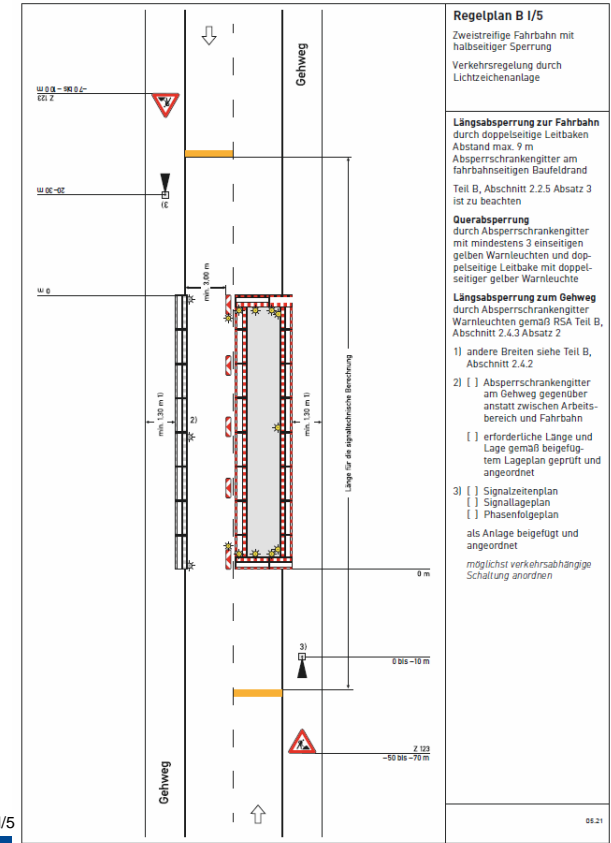 Regelplan B I/5
Zweistreifige Fahrbahn mit
halbseitiger Sperrung
Verkehrsregelung durch
Lichtzeichenanlage
Längsabsperrung zur Fahrbahn
durch doppelseitige Leitbaken
Abstand max. 9 m
Absperrschrankengitter am
fahrbahnseitigen Baufeldrand
Teil B, Abschnitt 2.2.5 Absatz 3
ist zu beachten
Querabsperrung
durch Absperrschrankengitter
mit mindestens 3 einseitigen
gelben Warnleuchten und dop-
pelseitige Leitbake mit doppel-
seitiger gelber Warnleuchte
Längsabsperrung zum Gehweg
durch Absperrschrankengitter
Warnleuchten gemäß RSA Teil B,
Abschnitt 2.4.3 Absatz 2
1) andere Breiten siehe Teil B,
Abschnitt 2.4.2
2) [ ] Absperrschrankengitter
am Gehweg gegenüber
anstatt zwischen Arbeits-
bereich und Fahrbahn
[ ] erforderliche Länge und
Lage gemäß beigefüg-
tem Lageplan geprüft und
angeordnet
3) [ ] Signalzeitenplan
[ ] Signallageplan
[ ] Phasenfolgeplan
als Anlage beigefügt und
angeordnet
möglichst verkehrsabhängige
Schaltung anordnen
05.21
Gehweg
Z 123
20–30 m
3)
0 m
min. 3,00 m
min. 1,30 m 1)
2)
min. 1,30 m 1)
Länge für die signaltechnische Berechnung
0 m
3)
0 bis –10 m
Z 123
–50 bis –70 m
Gehweg
I/5